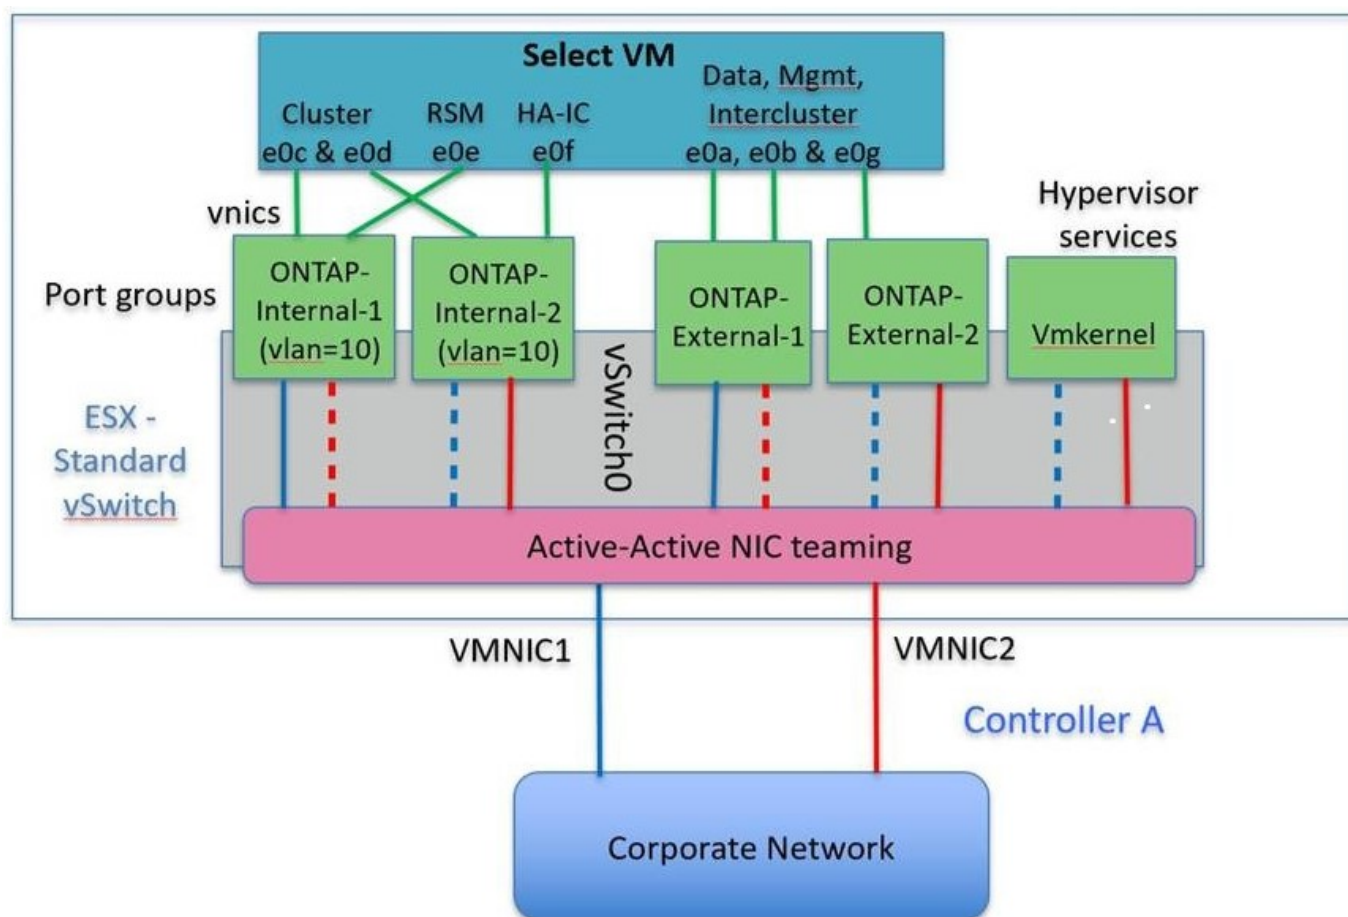 Select VM
Cluster
e0c & e0d
RSM
e0e
HA-IC
e0f
Data, Mgmt,
Intercluster
e0a, e0b & e0g
vnics
Hypervisor
services
Port groups
ONTAP-
Internal-1
(vlan=10)
ONTAP-
Internal-2
(vlan=10)
ONTAP-
External-1
ONTAP-
External-2
Vmkernel
ESX -
Standard
vSwitch
vSwitch0
Active-Active NIC teaming
VMNIC1
VMNIC2
Controller A
Corporate Network